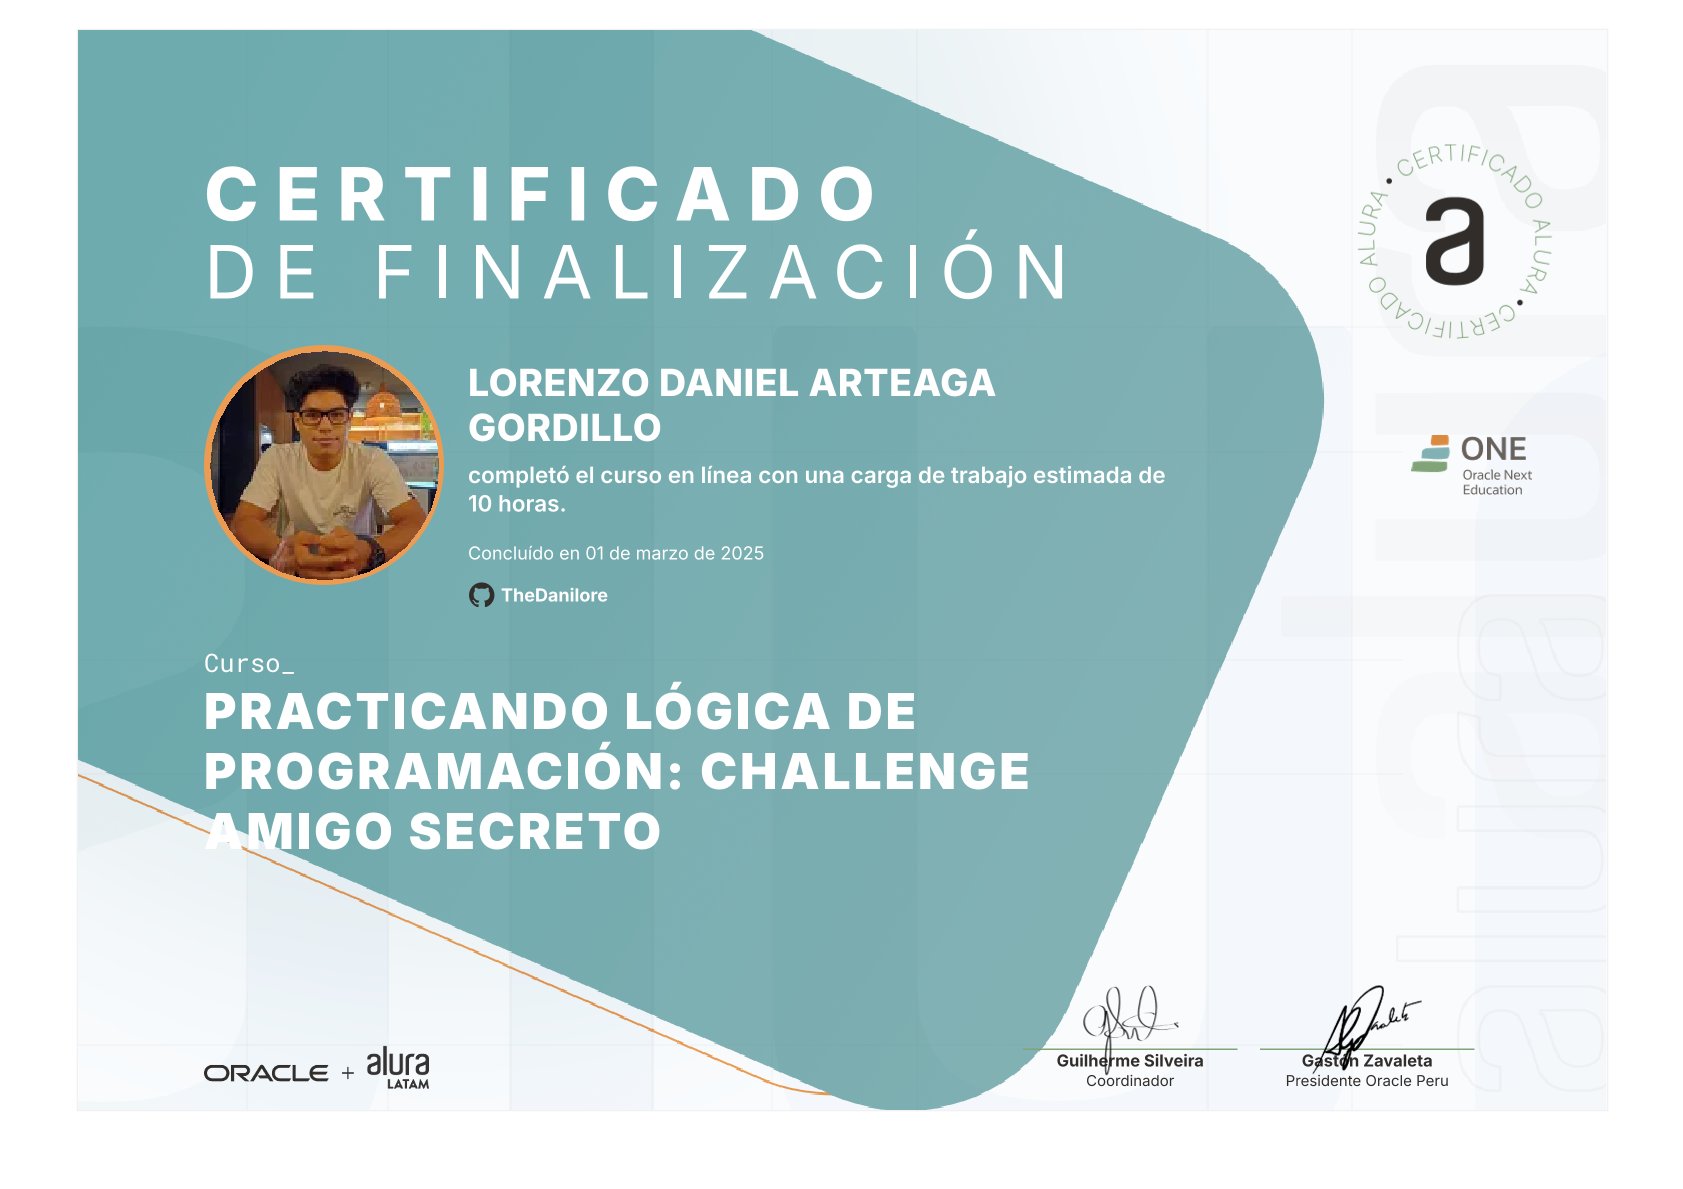 CERTIFICADO
DE FINALIZACIÓN
CERTIFICADO ALURA • CERTIFICADO ALURA •
a
LORENZO DANIEL ARTEAGA
GORDILLO
completó el curso en línea con una carga de trabajo estimada de
10 horas.
Concluído en 01 de marzo de 2025
TheDanilore
ONE
Oracle Next
Education
Curso_
PRACTICANDO LÓGICA DE
PROGRAMACIÓN: CHALLENGE
AMIGO SECRETO
ORACLE + alura
LATAM
Guilherme Silveira
Coordinador
Gastón Zavaleta
Presidente Oracle Peru
alura
alura